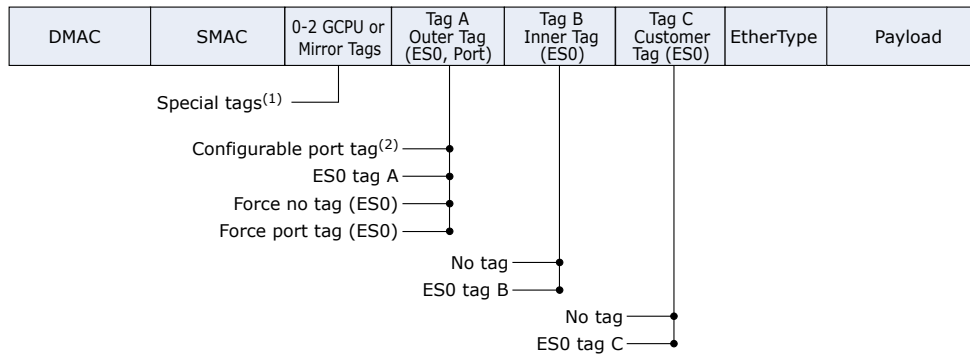 DMAC
SMAC
0-2 GCPU or
Mirror Tags
Tag A
Outer Tag
(ES0, Port)
Tag B
Inner Tag
(ES0)
Tag C
Customer
Tag (ES0)
EtherType
Payload
Special tags(1)
Configurable port tag(2)
ES0 tag A
Force no tag (ES0)
Force port tag (ES0)
No tag
ES0 tag B
No tag
ES0 tag C